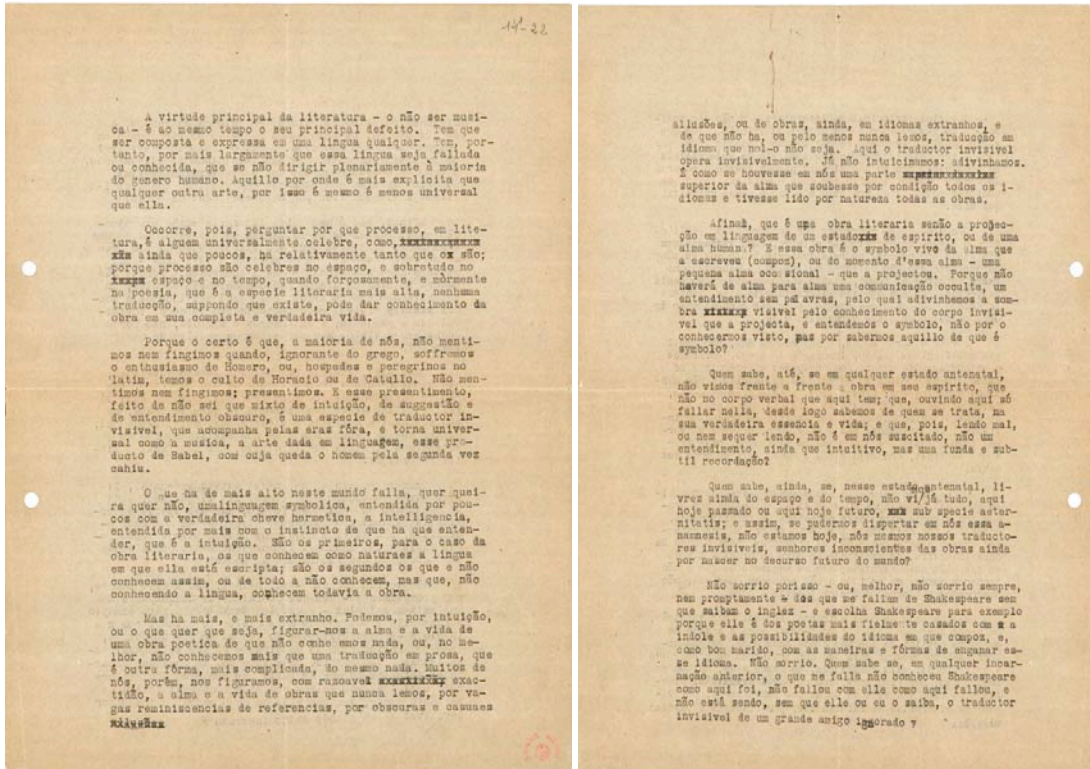 14⁸-22
A virtude principal da literatura - o não ser musi-
ca - é ao mesmo tempo o seu principal defeito. Tem que
ser composta e expressa em uma lingua qualquer. Tem, por-
tanto, por mais largamente que essa lingua seja fallada
ou conhecida, que se não dirigir plenariamente á maioria
do genero humano. Aquillo por onde é mais explicita que
qualquer outra arte, por isso é mesmo é menos universal
que ella.
Occorre, pois, perguntar por que processo, em lite-
tura, é alguem universalmente celebre, como,
ainda que poucos, ha relativamente tanto que o são;
porque processo são celebres no espaço, e sobretudo no
espaço e no tempo, quando forçosamente, e mòrmente
na poesia, que é a especie literaria mais alta, nenhuma
traducção, suppondo que existe, pode dar conhecimento da
obra em sua completa e verdadeira vida.
Porque o certo é que, a maioria de nós, não menti-
mos nem fingimos quando, ignorante do grego, soffremos
o enthusiasmo de Homero, ou, hospedes e peregrinos no
latim, temos o culto de Horacio ou de Catullo. Não men-
timos nem fingimos; presentimos. E esse presentimento,
feito de não sei que mixto de intuição, de suggestão e
de entendimento obscuro, é uma especie de traductor in-
visivel, que acompanha pelas eras fóra, e torna univer-
sal como a musica, a arte dada em linguagem, esse pro-
ducto de Babel, com cuja queda o homem pela segunda vez
cahiu.
O que ha de mais alto neste mundo falla, quer quei-
ra quer não, umalinguagem symbolica, entendida por pou-
cos com a verdadeira chave hermetica, a intelligencia,
entendida por mais com o instincto de que ha que enten-
der, que é a intuição. São os primeiros, para o caso da
obra literaria, os que conhecem como naturaes a lingua
em que ella está escripta; são os segundos os que e não
conhecem assim, ou de todo a não conhecem, mas que, não
conhecendo a lingua, conhecem todavia a obra.
Mas ha mais, e mais extranho. Podemos, por intuição,
ou o que quer que seja, figurar-nos a alma e a vida de
uma obra poetica de que não conhe emos nada, ou, no me-
lhor, não conhecemos mais que uma traducção em prosa, que
é outra fórma, mais complicada, do mesmo nada. Muitos de
nós, porém, nos figuramos, com razoavel exac-
tidão, a alma e a vida de obras que nunca lemos, por va-
gas reminiscencias de referencias, por obscuras e casuaes
allusões, ou de obras, ainda, em idiomas extranhos, e
de que não ha, ou pelo menos nunca lemos, traducção em
idioma que nol-o não seja. Aqui o traductor invisivel
opera invisivelmente. Já não intuicinamos: adivinhamos.
É como se houvesse em nós uma parte
superior da alma que soubesse por condição todos os i-
diomas e tivesse lido por natureza todas as obras.
Afinal, que é uma obra literaria senão a projec-
ção em linguagem de um estado de espirito, ou de uma
alma humana? E essa obra é o symbolo vivo da alma que
a escreveu (compoz), ou do momento d'essa alma - uma
pequena alma occasional - que a projectou. Porque não
haverá de alma para alma uma communicação occulta, um
entendimento sem palavras, pelo qual adivinhemos a som-
bra visivel pelo conhecimento do corpo invisi-
vel que a projecta, e entendemos o symbolo, não por o
conhecermos visto, mas por sabermos aquillo de que é
symbolo?
Quem sabe, até, se em qualquer estado antenatal,
não vimos frente a frente a obra em seu espirito, que
não no corpo verbal que aqui tem; que, ouvindo aqui só
fallar nella, desde logo sabemos de quem se trata, na
sua verdadeira essencia e vida; e que, pois, lendo mal,
ou nem sequer lendo, não é em nós suscitado, não um
entendimento, ainda que intuitivo, mas uma funda e sub-
til recordação?
Quem sabe, ainda, se, nesse estado antenatal, li-
vrez ainda do espaço e do tempo, não vi/mos já tudo, aqui
hoje passado ou aqui hoje futuro, sub specie aeter-
nitatis; e assim, se pudermos dispertar em nós essa a-
namnesis, não estamos hoje, nós mesmos nossos traducto-
res invisiveis, senhores inconscientes das obras ainda
por nascer no decurso futuro do mundo?
Não sorrio porisso - ou, melhor, não sorrio sempre,
nem promptamente - dos que me fallam de Shakespeare sem
que saibam o inglez - e escolha Shakespeare para exemplo
porque elle é dos poetas mais fielmente casados com a
indole e as possibilidades do idioma em que compoz, e,
como bom marido, com as maneiras e fórmas de enganar es-
se idioma. Não sorrio. Quem sabe se, em qualquer incar-
nação anterior, o que me falla não conheceu Shakespeare
como aqui foi, não fallou com elle como aqui fallou, e
não está sendo, sem que elle ou eu o saiba, o traductor
invisivel de um grande amigo ignorado ?